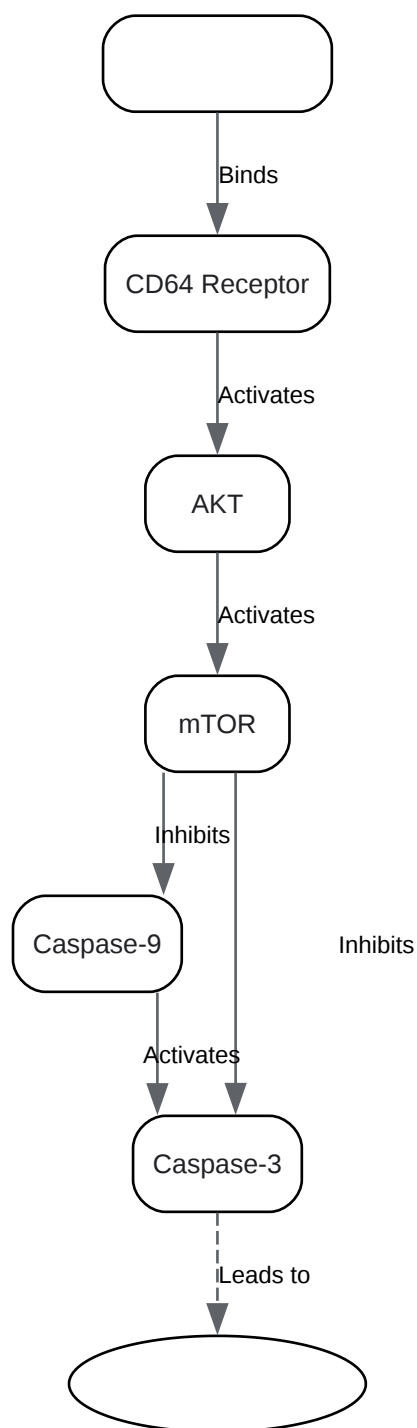 Binds
CD64 Receptor
Activates
AKT
Activates
mTOR
Inhibits
Caspase-9
Inhibits
Activates
Caspase-3
Leads to